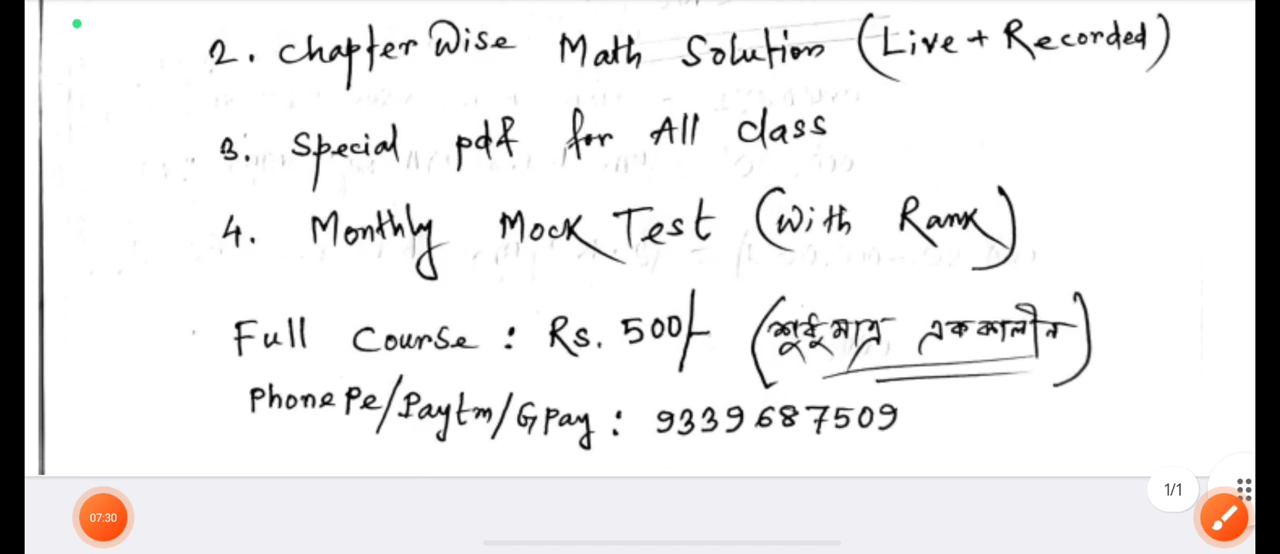 2. Chapter Wise Math Solution (Live + Recorded)
3. Special pdf for All class
4. Monthly Mock Test (With Rank)
Full Course : Rs. 500/- (শুধুমাত্র এককালীন)
Phone Pe/Paytm/G Pay : 9339687509
1/1
07:30